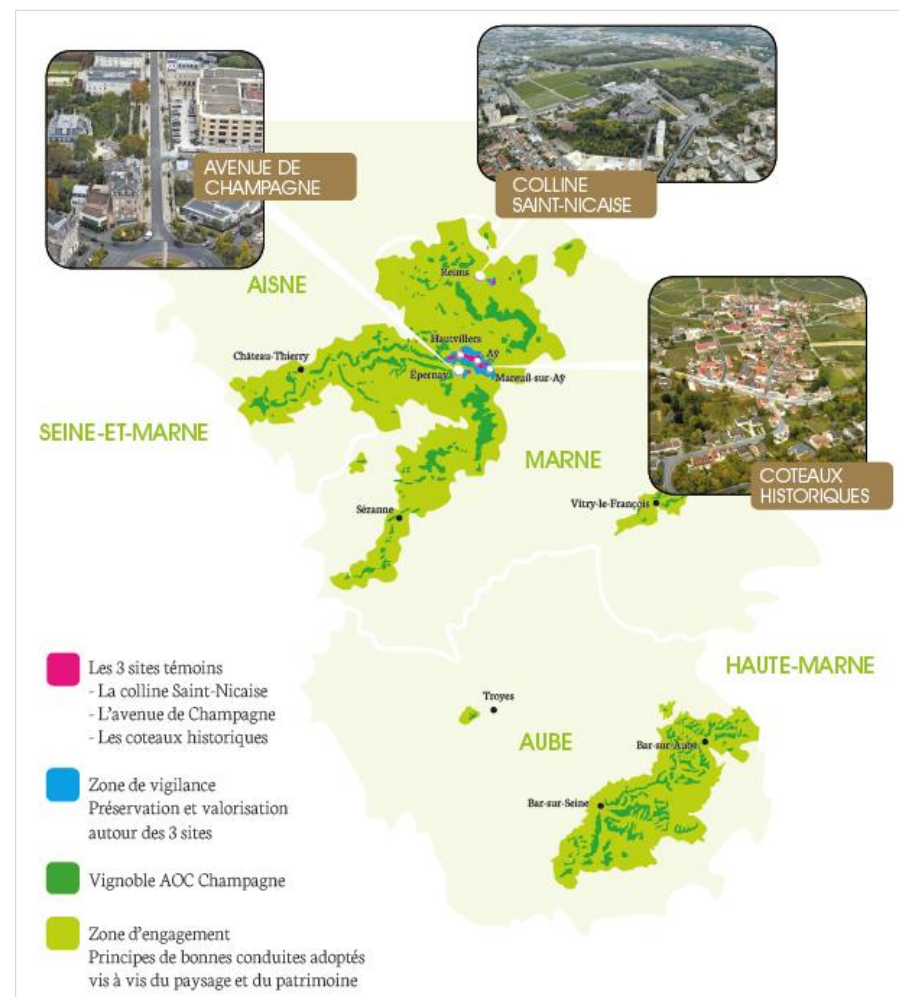 AVENUE DE
CHAMPAGNE
COLLINE
SAINT-NICAISE
AISNE
Reims
Hautvillers
Aÿ
Château-Thierry
Épernay
Mareuil-sur-Aÿ
SEINE-ET-MARNE
MARNE
COTEAUX
HISTORIQUES
Sézanne
Vitry-le-François
Les 3 sites témoins
- La colline Saint-Nicaise
- L'avenue de Champagne
- Les coteaux historiques
HAUTE-MARNE
Troyes
AUBE
Bar-sur-Aube
Bar-sur-Seine
Zone de vigilance
Préservation et valorisation
autour des 3 sites
Vignoble AOC Champagne
Zone d'engagement
Principes de bonnes conduites adoptés
vis à vis du paysage et du patrimoine